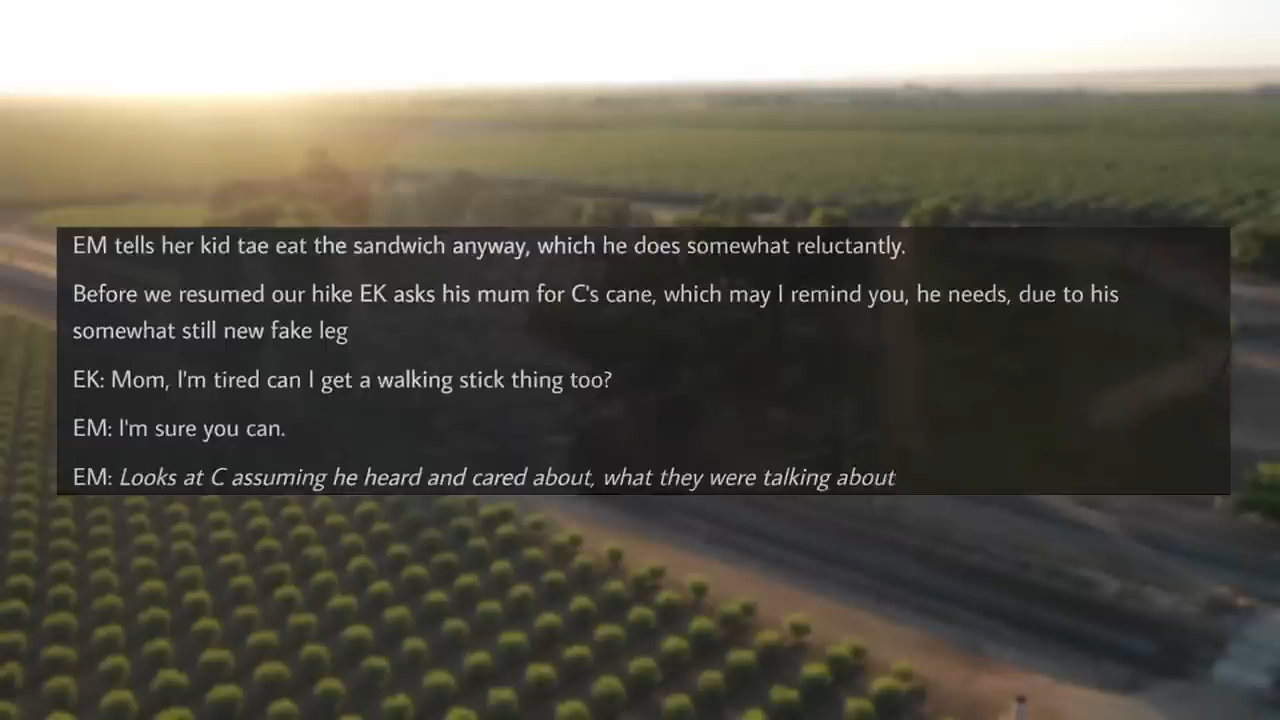 EM tells her kid tae eat the sandwich anyway, which he does somewhat reluctantly.
Before we resumed our hike EK asks his mum for C's cane, which may I remind you, he needs, due to his
somewhat still new fake leg
EK: Mom, I'm tired can I get a walking stick thing too?
EM: I'm sure you can.
EM: Looks at C assuming he heard and cared about, what they were talking about